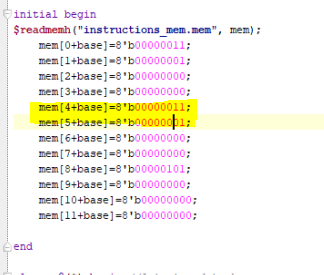 initial begin
$readmemh("instructions_mem.mem", mem);
mem[0+base]=8'b00000011;
mem[1+base]=8'b00000001;
mem[2+base]=8'b00000000;
mem[3+base]=8'b00000000;
mem[4+base]=8'b00000011;
mem[5+base]=8'b00000001;
mem[6+base]=8'b00000000;
mem[7+base]=8'b00000000;
mem[8+base]=8'b00000101;
mem[9+base]=8'b00000000;
mem[10+base]=8'b00000000;
mem[11+base]=8'b00000000;
end